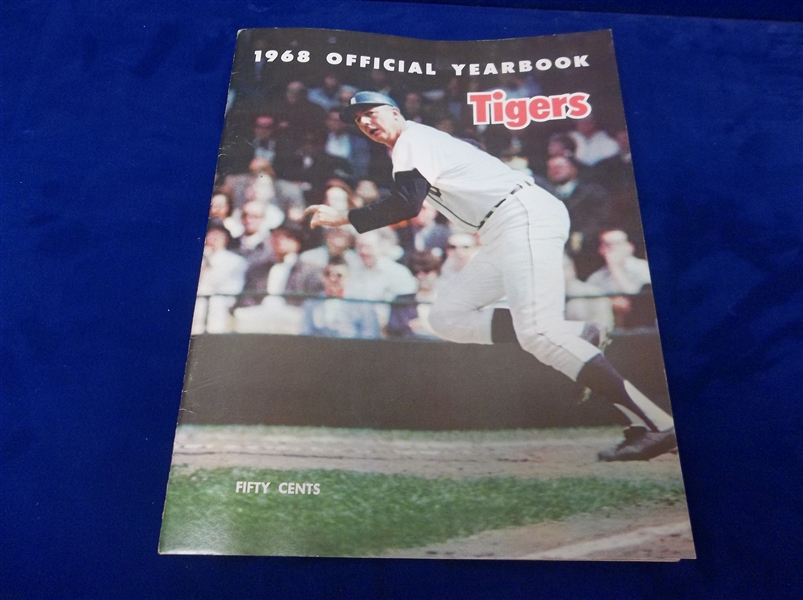 1968 OFFICIAL YEARBOOK
Tigers
FIFTY CENTS